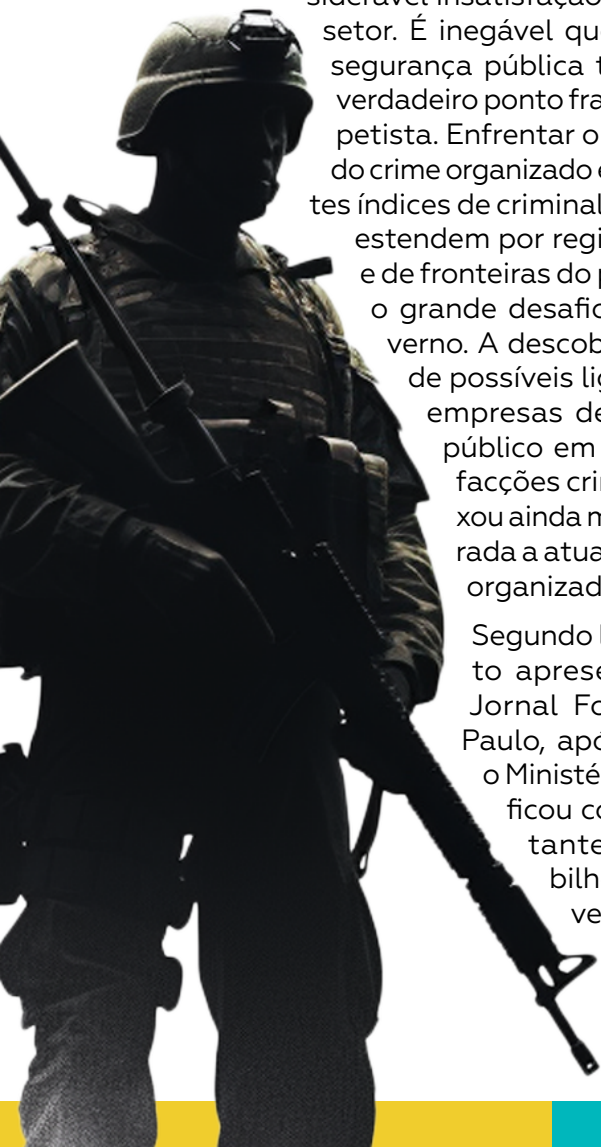 siderável insatisfação
setor. É inegável qu
segurança pública t
verdadeiro ponto fra
petista. Enfrentar o
do crime organizado e
tes índices de criminal
estendem por regi
e de fronteiras do p
o grande desafio
verno. A descob
de possíveis lig
empresas de
público em
facções cri
xou ainda m
rada a atua
organizad
Segundo l
to aprese
Jornal Fo
Paulo, apó
o Ministé
ficou co
tante
bilh
ve